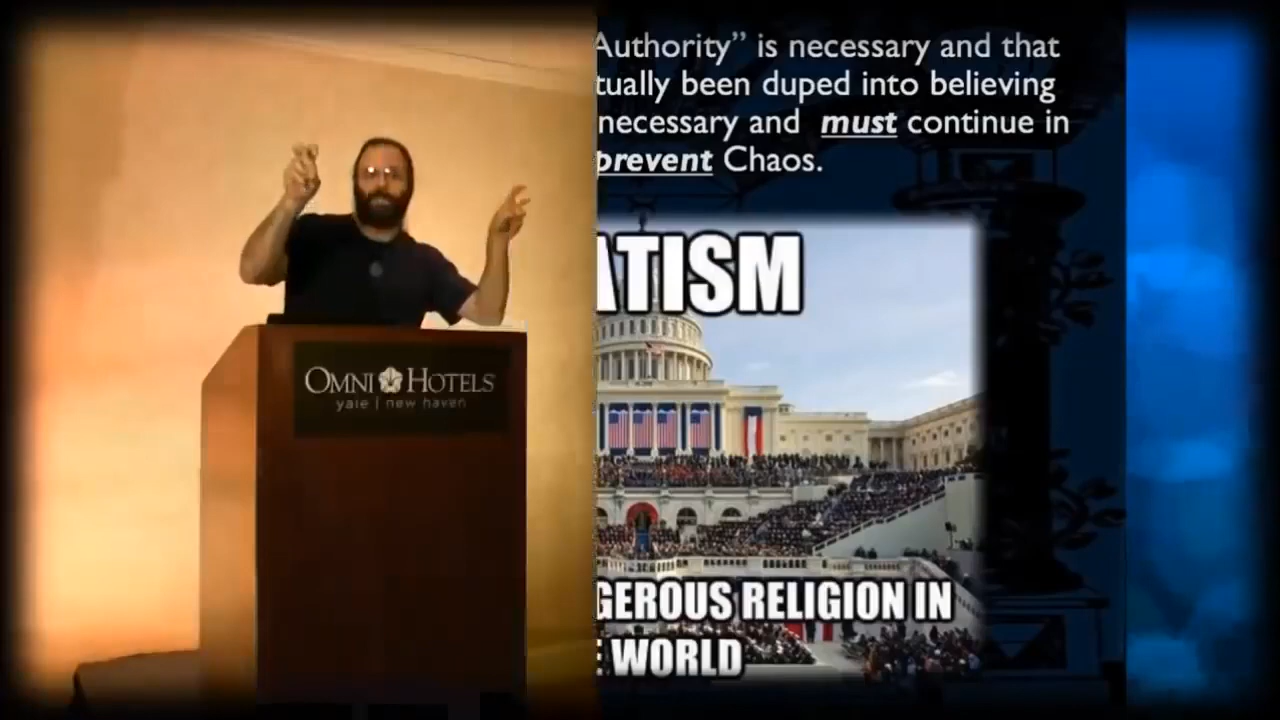 Authority” is necessary and that
tually been duped into believing
necessary and must continue in
prevent Chaos.
ATISM
GEROUS RELIGION IN
E WORLD
OMNI HOTELS
yale | new haven